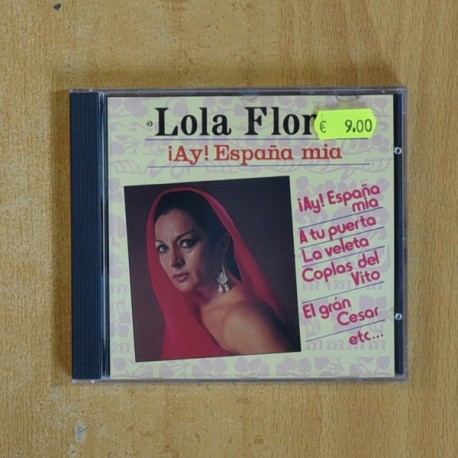 Lola Flor
€ 9.00
¡Ay! España mia
¡Ay! España
mia
A tu puerta
La veleta
Coplas del
Vito
El grán
Cesar
etc...